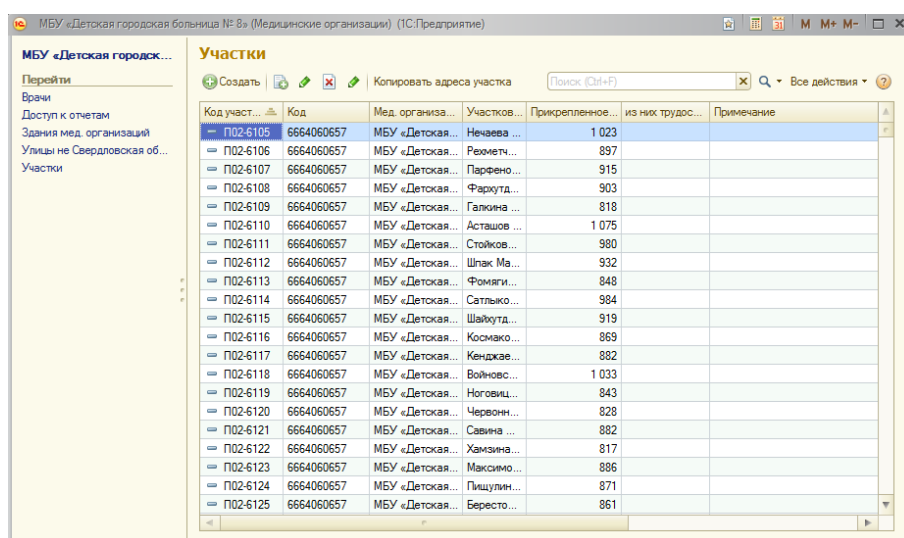 МБУ «Детская городская больница № 8» (Медицинские организации) (1С:Предприятие)
M M+ M-
МБУ «Детская городск...
Перейти
Врачи
Доступ к отчетам
Здания мед. организаций
Улицы не Свердловская об...
Участки
Участки
Создать Копировать адреса участка Поиск (Ctrl+F) Все действия
Код участ... Код Мед. организа... Участков... Прикрепленное... из них трудос... Примечание
П02-6105 6664060657 МБУ «Детская... Нечаева ... 1 023
П02-6106 6664060657 МБУ «Детская... Рехметч... 897
П02-6107 6664060657 МБУ «Детская... Парфено... 915
П02-6108 6664060657 МБУ «Детская... Фархутд... 903
П02-6109 6664060657 МБУ «Детская... Галкина ... 818
П02-6110 6664060657 МБУ «Детская... Асташов ... 1 075
П02-6111 6664060657 МБУ «Детская... Стойков... 980
П02-6112 6664060657 МБУ «Детская... Шпак Ма... 932
П02-6113 6664060657 МБУ «Детская... Фомяги... 848
П02-6114 6664060657 МБУ «Детская... Сатлыко... 984
П02-6115 6664060657 МБУ «Детская... Шайхутд... 919
П02-6116 6664060657 МБУ «Детская... Космако... 869
П02-6117 6664060657 МБУ «Детская... Кенджае... 882
П02-6118 6664060657 МБУ «Детская... Войновс... 1 033
П02-6119 6664060657 МБУ «Детская... Ноговиц... 843
П02-6120 6664060657 МБУ «Детская... Червонн... 828
П02-6121 6664060657 МБУ «Детская... Савина ... 882
П02-6122 6664060657 МБУ «Детская... Хамзина... 817
П02-6123 6664060657 МБУ «Детская... Максимо... 886
П02-6124 6664060657 МБУ «Детская... Пищулин... 871
П02-6125 6664060657 МБУ «Детская... Бересто... 861